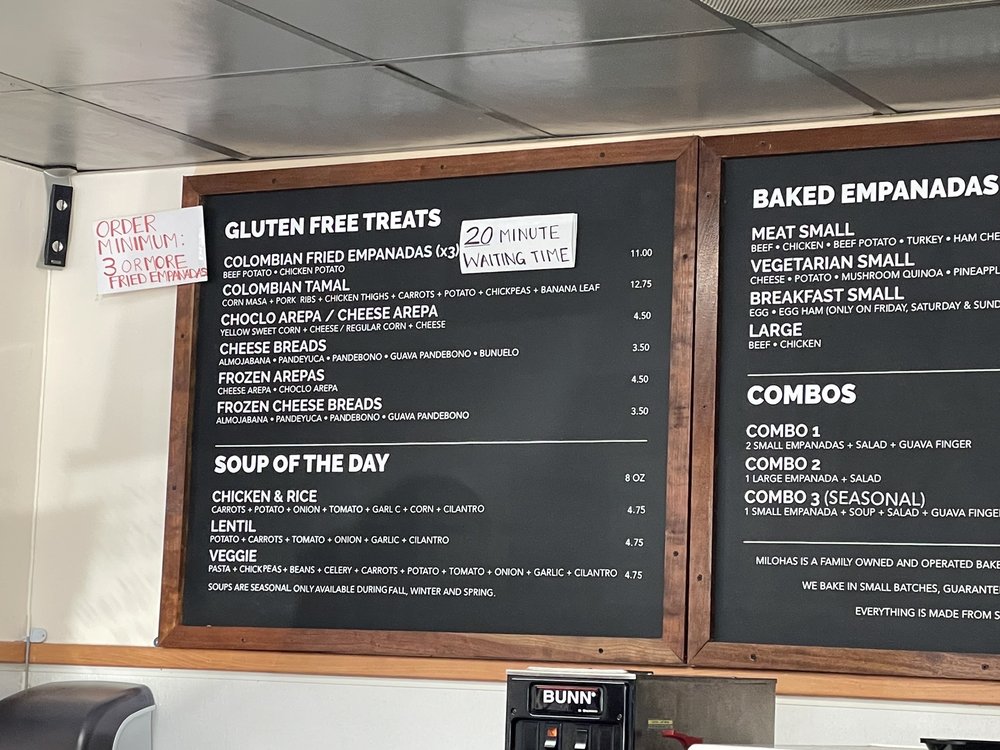 ORDER
MINIMUM:
3 OR MORE
FRIED EMPANADAS
GLUTEN FREE TREATS
20 MINUTE
WAITING TIME
COLOMBIAN FRIED EMPANADAS (x3) 11.00
BEEF POTATO • CHICKEN POTATO
COLOMBIAN TAMAL 12.75
CORN MASA + PORK RIBS + CHICKEN THIGHS + CARROTS + POTATO + CHICKPEAS + BANANA LEAF
CHOCLO AREPA / CHEESE AREPA 4.50
YELLOW SWEET CORN + CHEESE / REGULAR CORN + CHEESE
CHEESE BREADS 3.50
ALMOJABANA • PANDEYUCA • PANDEBONO • GUAVA PANDEBONO • BUNUELO
FROZEN AREPAS 4.50
CHEESE AREPA • CHOCLO AREPA
FROZEN CHEESE BREADS 3.50
ALMOJABANA • PANDEYUCA • PANDEBONO • GUAVA PANDEBONO
SOUP OF THE DAY 8 OZ
CHICKEN & RICE
CARROTS + POTATO + ONION + TOMATO + GARL C + CORN + CILANTRO 4.75
LENTIL
POTATO + CARROTS + TOMATO + ONION + GARLIC + CILANTRO 4.75
VEGGIE
PASTA + CHICKPEAS + BEANS + CELERY + CARROTS + POTATO + TOMATO + ONION + GARLIC + CILANTRO 4.75
SOUPS ARE SEASONAL. ONLY AVAILABLE DURING FALL, WINTER AND SPRING.
BAKED EMPANADAS
MEAT SMALL
BEEF • CHICKEN • BEEF POTATO • TURKEY • HAM CHE
VEGETARIAN SMALL
CHEESE • POTATO • MUSHROOM QUINOA • PINEAPPL
BREAKFAST SMALL
EGG • EGG HAM (ONLY ON FRIDAY, SATURDAY & SUND
LARGE
BEEF • CHICKEN
COMBOS
COMBO 1
2 SMALL EMPANADAS + SALAD + GUAVA FINGER
COMBO 2
1 LARGE EMPANADA + SALAD
COMBO 3 (SEASONAL)
1 SMALL EMPANADA + SOUP + SALAD + GUAVA FINGE
MILOHAS IS A FAMILY OWNED AND OPERATED BAKE
WE BAKE IN SMALL BATCHES, GUARANTE
EVERYTHING IS MADE FROM S
BUNN